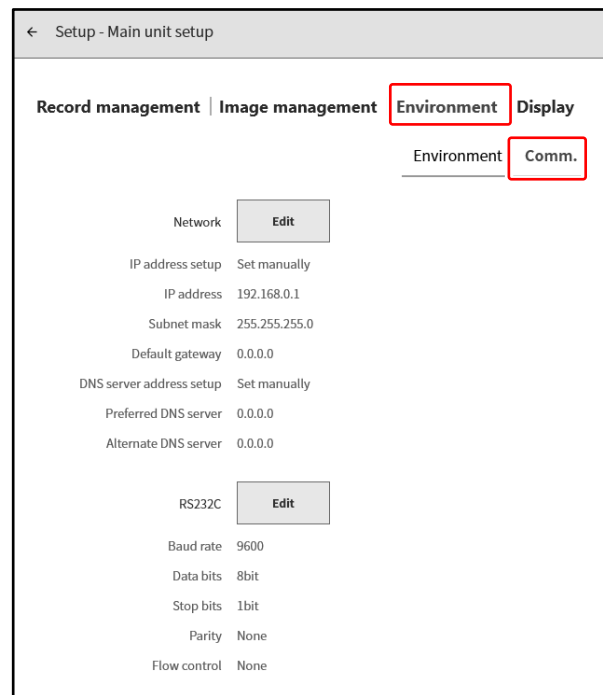 ← Setup - Main unit setup
Record management | Image management Environment Display
Environment Comm.
Network Edit
IP address setup Set manually
IP address 192.168.0.1
Subnet mask 255.255.255.0
Default gateway 0.0.0.0
DNS server address setup Set manually
Preferred DNS server 0.0.0.0
Alternate DNS server 0.0.0.0
RS232C Edit
Baud rate 9600
Data bits 8bit
Stop bits 1bit
Parity None
Flow control None